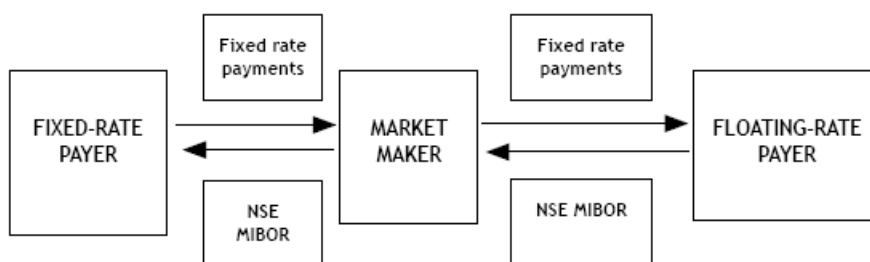 Fixed rate
payments
Fixed rate
payments
FIXED-RATE
PAYER
MARKET
MAKER
FLOATING-RATE
PAYER
NSE
MIBOR
NSE MIBOR